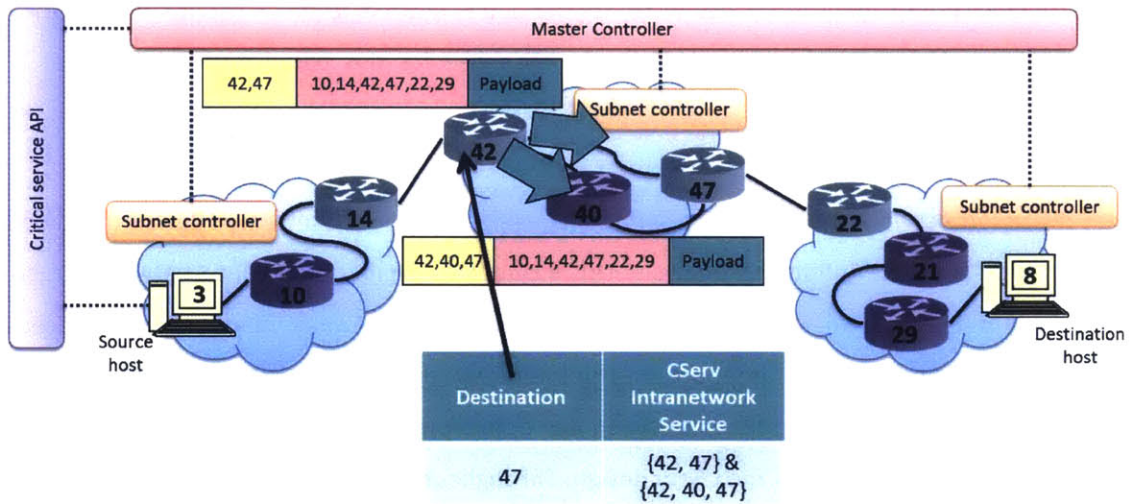 Master Controller
Critical service API
42,47 10,14,42,47,22,29 Payload
Subnet controller
42
47
14
40
22
Subnet controller
Subnet controller
42,40,47 10,14,42,47,22,29 Payload
21
3
10
8
29
Source
host
Destination
host
Destination
CServ
Intranetwork
Service
47
{42, 47} &
{42, 40, 47}